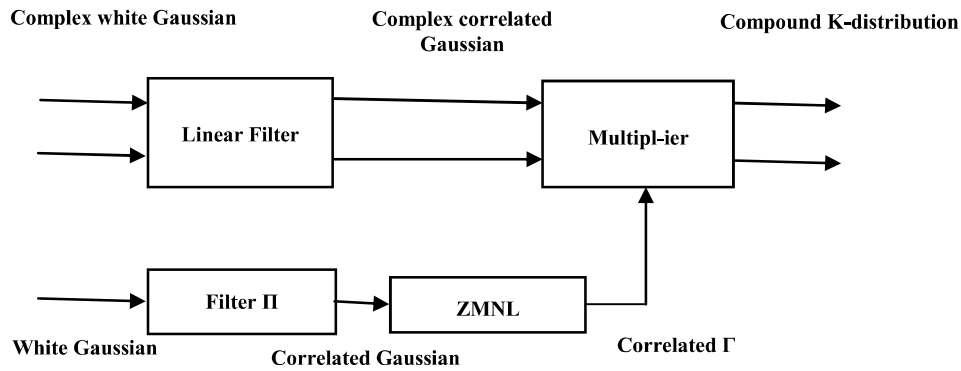 Complex white Gaussian
Complex correlated
Gaussian
Compound K-distribution
Linear Filter
Multipl-ier
Filter Π
ZMNL
White Gaussian
Correlated Gaussian
Correlated Γ